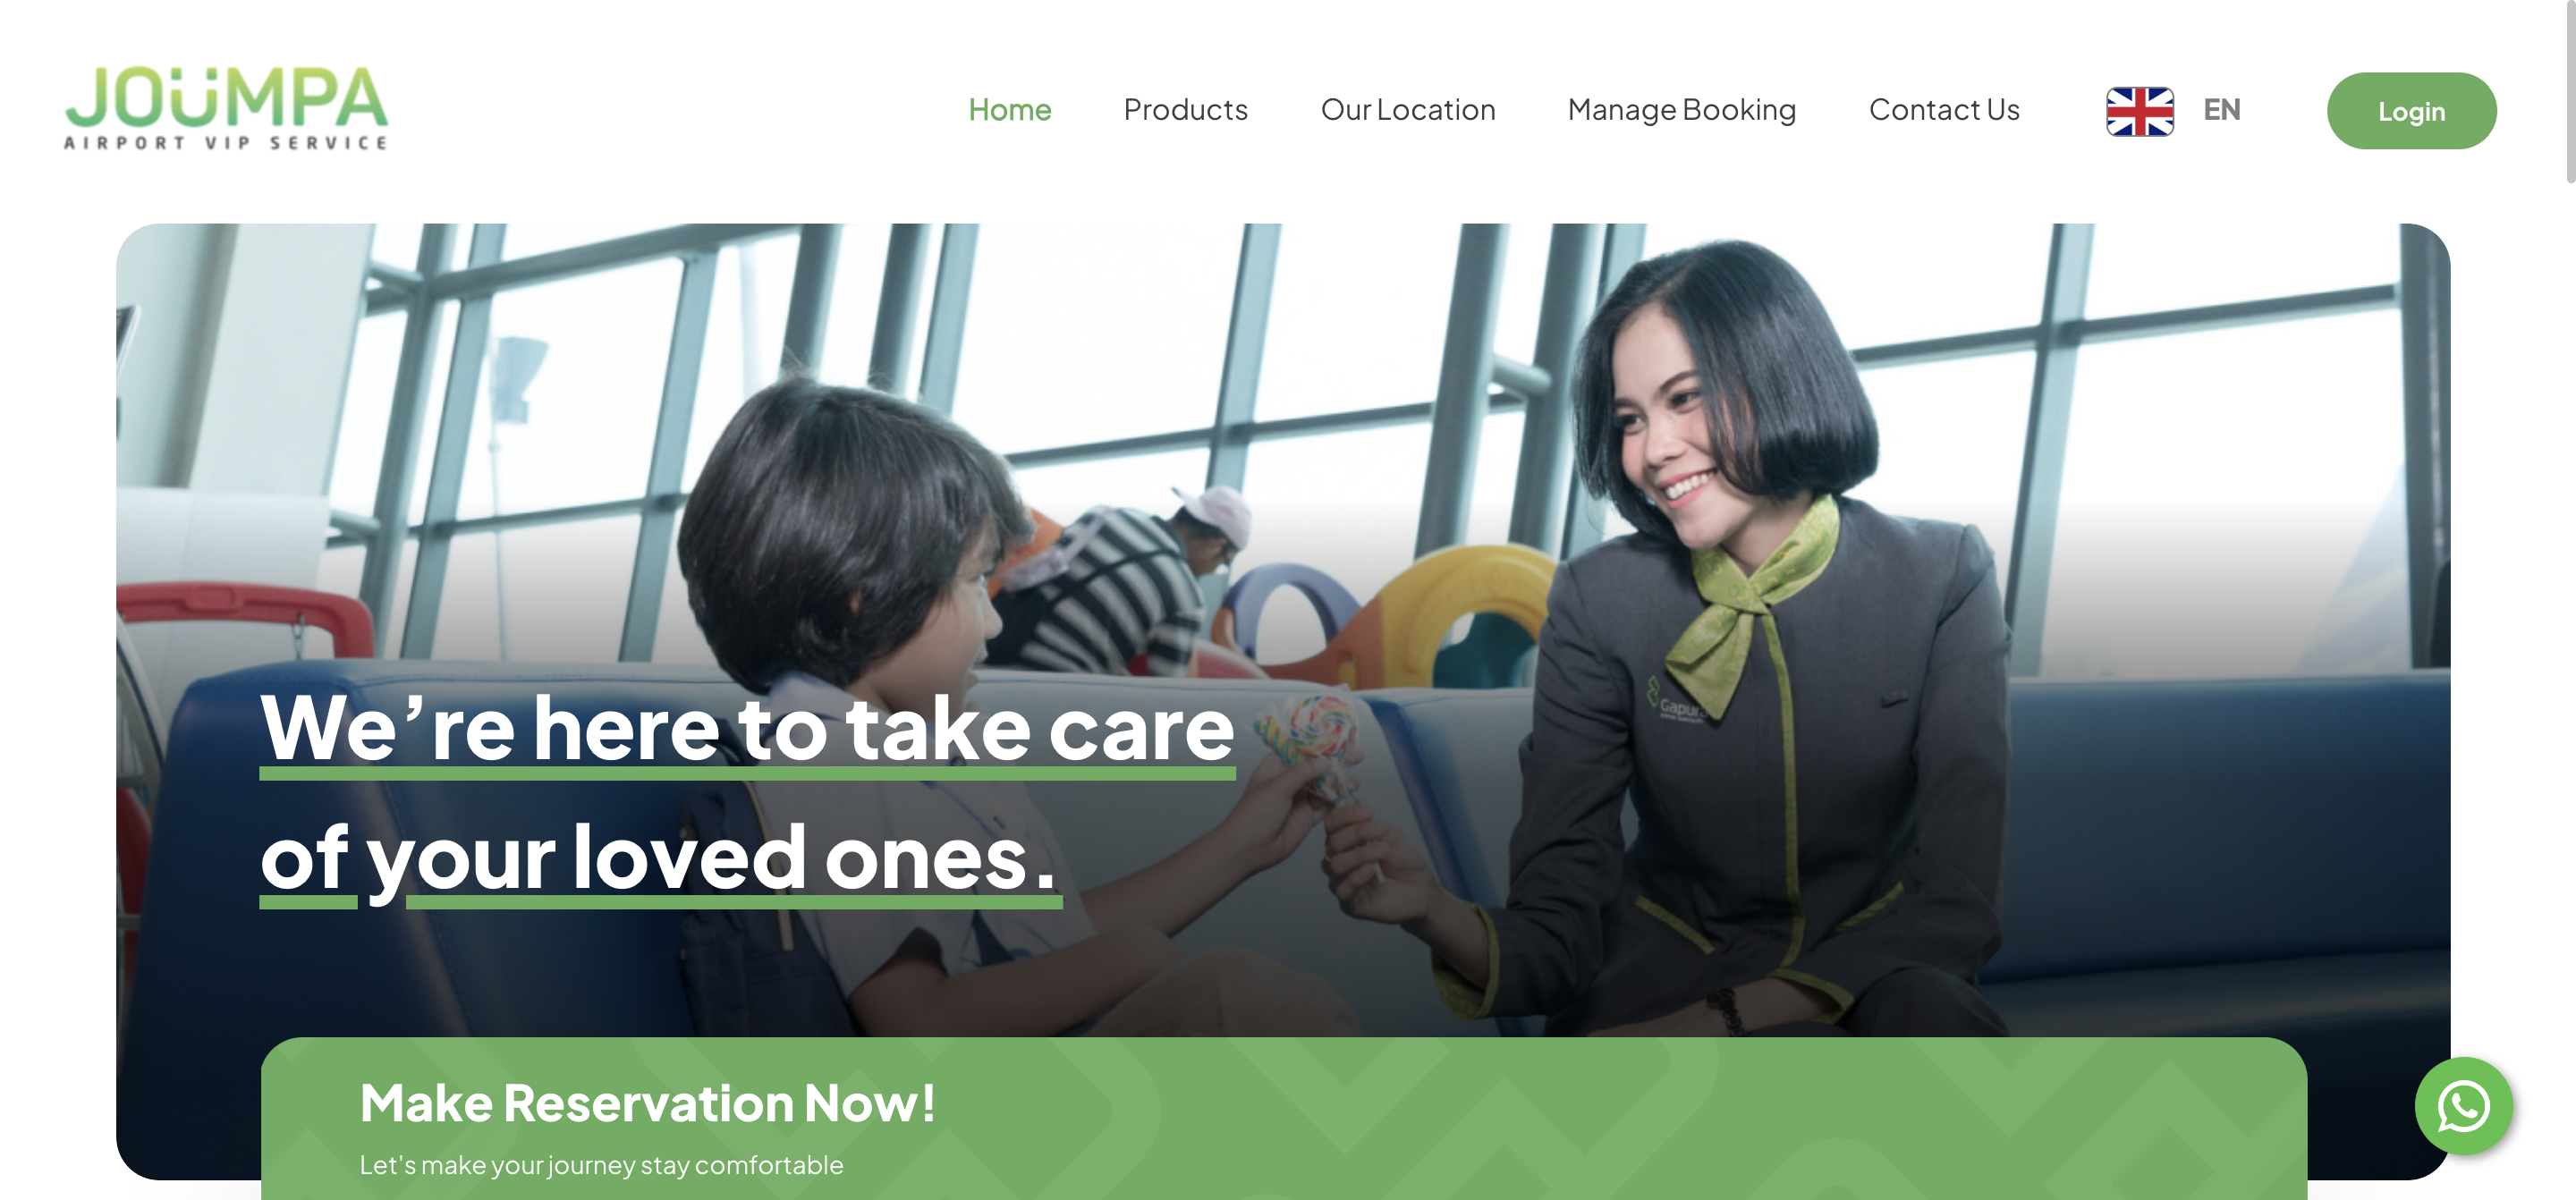 JOUMPA
AIRPORT VIP SERVICE
Home Products Our Location Manage Booking Contact Us EN Login
Gapura
We’re here to take care
of your loved ones.
Make Reservation Now!
Let's make your journey stay comfortable